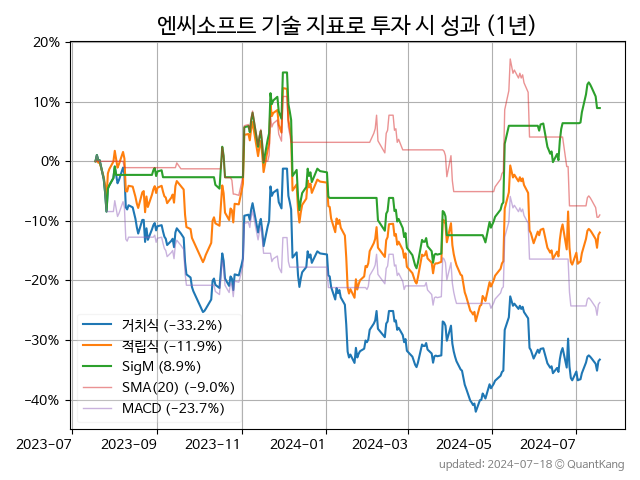 엔씨소프트 기술 지표로 투자 시 성과 (1년)
20%
10%
0%
−10%
−20%
−30%
−40%
거치식 (−33.2%)
적립식 (−11.9%)
SigM (8.9%)
SMA(20) (−9.0%)
MACD (−23.7%)
2023-07 2023-09 2023-11 2024-01 2024-03 2024-05 2024-07
updated: 2024-07-18 ⓒ QuantKang